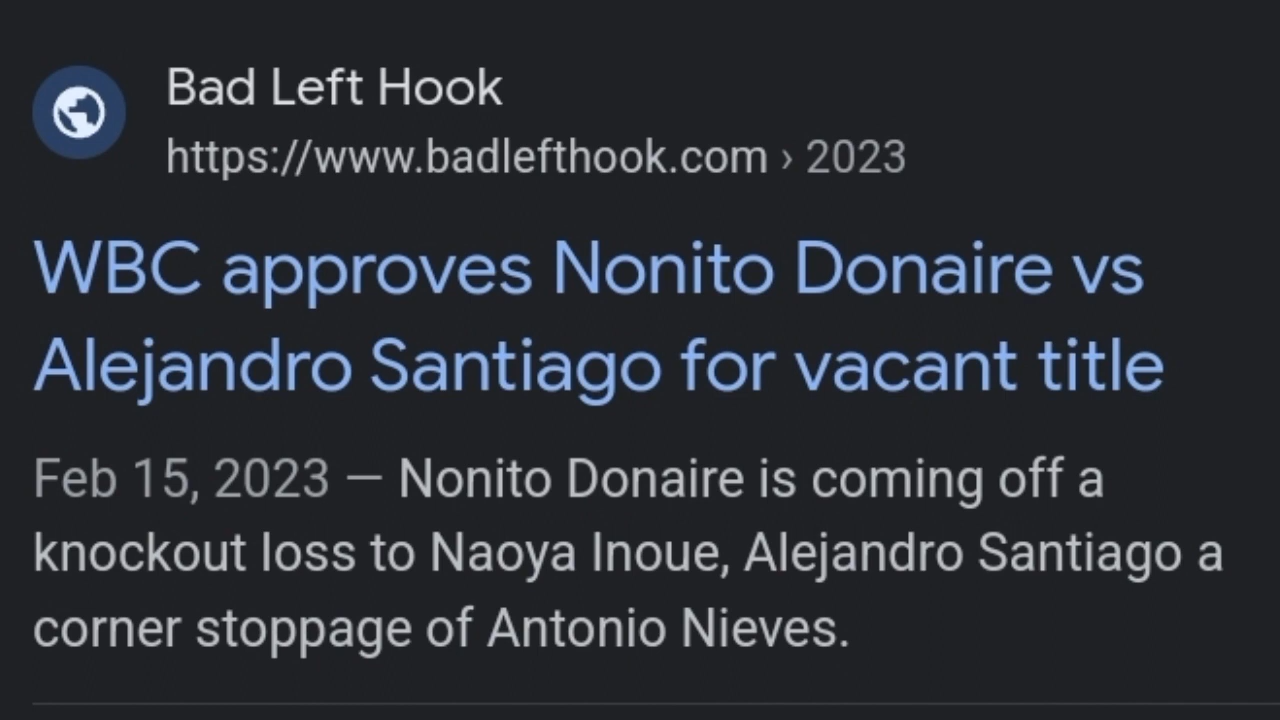 Bad Left Hook
https://www.badlefthook.com › 2023
WBC approves Nonito Donaire vs
Alejandro Santiago for vacant title
Feb 15, 2023 — Nonito Donaire is coming off a
knockout loss to Naoya Inoue, Alejandro Santiago a
corner stoppage of Antonio Nieves.